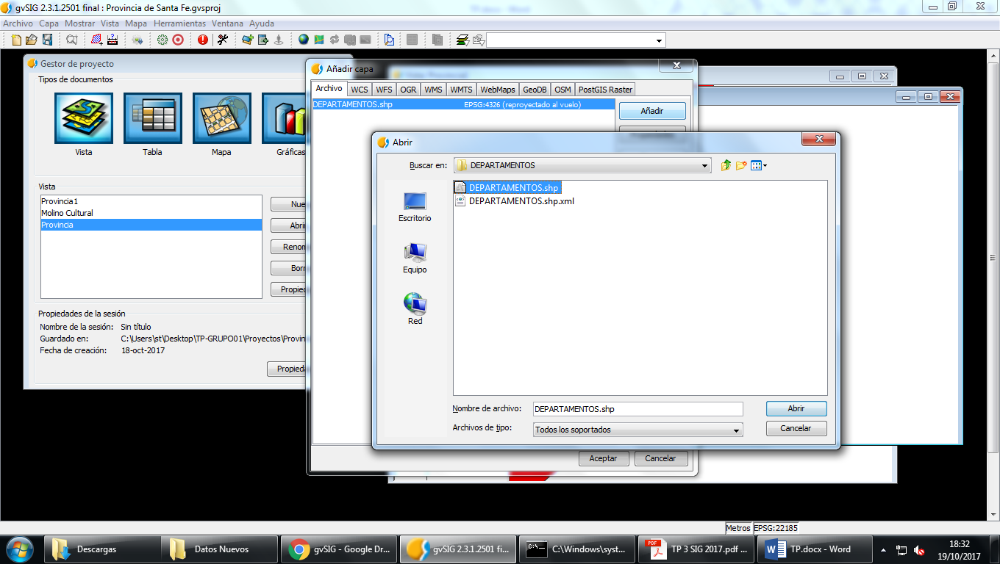 gvSIG 2.3.1.2501 final : Provincia de Santa Fe.gvsproj
Archivo Capa Mostrar Vista Mapa Herramientas Ventana Ayuda
Gestor de proyecto
Tipos de documentos
Vista Tabla Mapa Gráficas
Vista
Provincia1
Molino Cultural
Provincia
Nue
Abri
Renom
Borr
Propied
Propiedades de la sesión
Nombre de la sesión: Sin título
Guardado en: C:\Users\st\Desktop\TP-GRUPO01\Proyectos\Provin
Fecha de creación: 18-oct-2017
Propieda
Añadir capa
Archivo WCS WFS OGR WMS WMTS WebMaps GeoDB OSM PostGIS Raster
DEPARTAMENTOS.shp EPSG:4326 (reproyectado al vuelo)
Añadir
Abrir
Buscar en: DEPARTAMENTOS
DEPARTAMENTOS.shp
DEPARTAMENTOS.shp.xml
Escritorio
Equipo
Red
Nombre de archivo: DEPARTAMENTOS.shp
Abrir
Archivos de tipo: Todos los soportados
Cancelar
Aceptar Cancelar
Metros EPSG:22185
Descargas
Datos Nuevos
gvSIG - Google Dr...
gvSIG 2.3.1.2501 fi...
C:\Windows\syst...
PDF
TP 3 SIG 2017.pdf ...
TP.docx - Word
18:32
19/10/2017